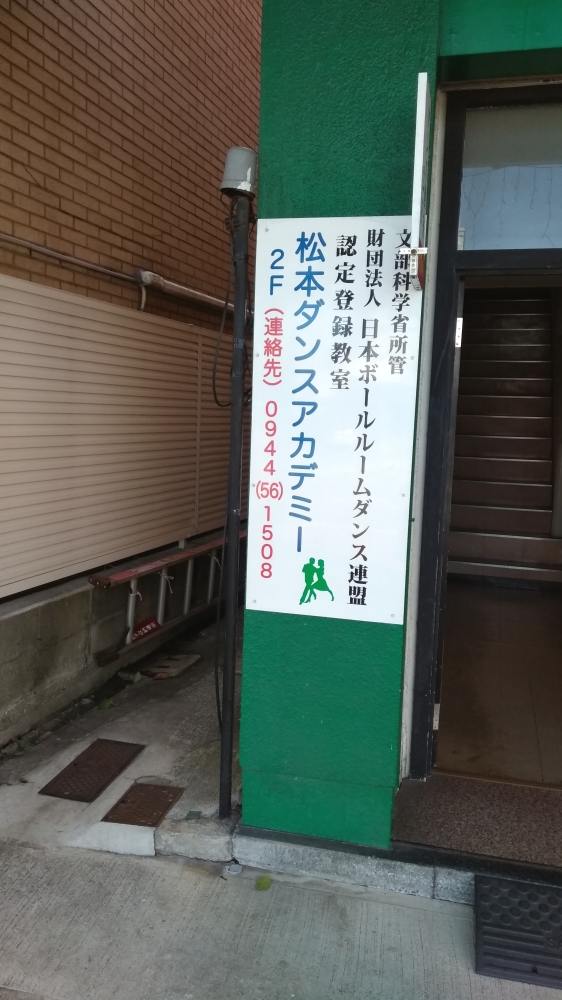 文部科学省所管
財団法人 日本ボールルームダンス連盟
認定登録教室
松本ダンスアカデミー
2F (連絡先) 0944(56)1508